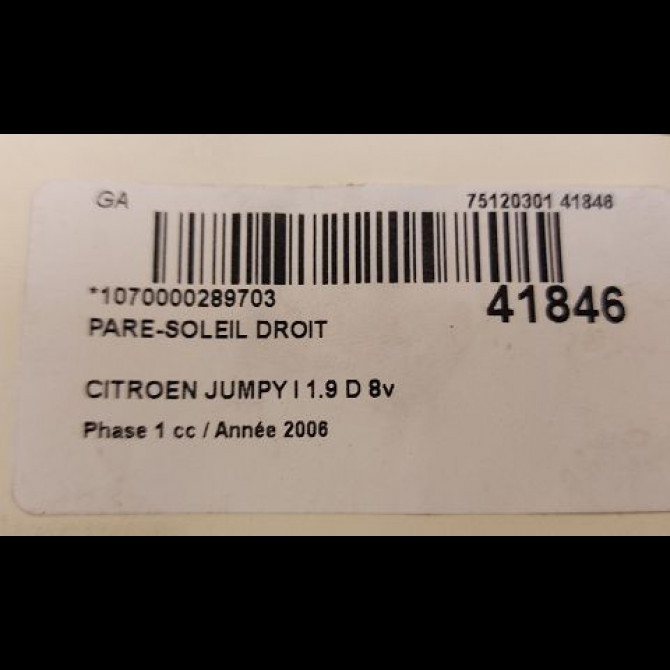 GA 75120301 41846
*1070000289703 41846
PARE-SOLEIL DROIT
CITROEN JUMPY I 1.9 D 8v
Phase 1 cc / Année 2006